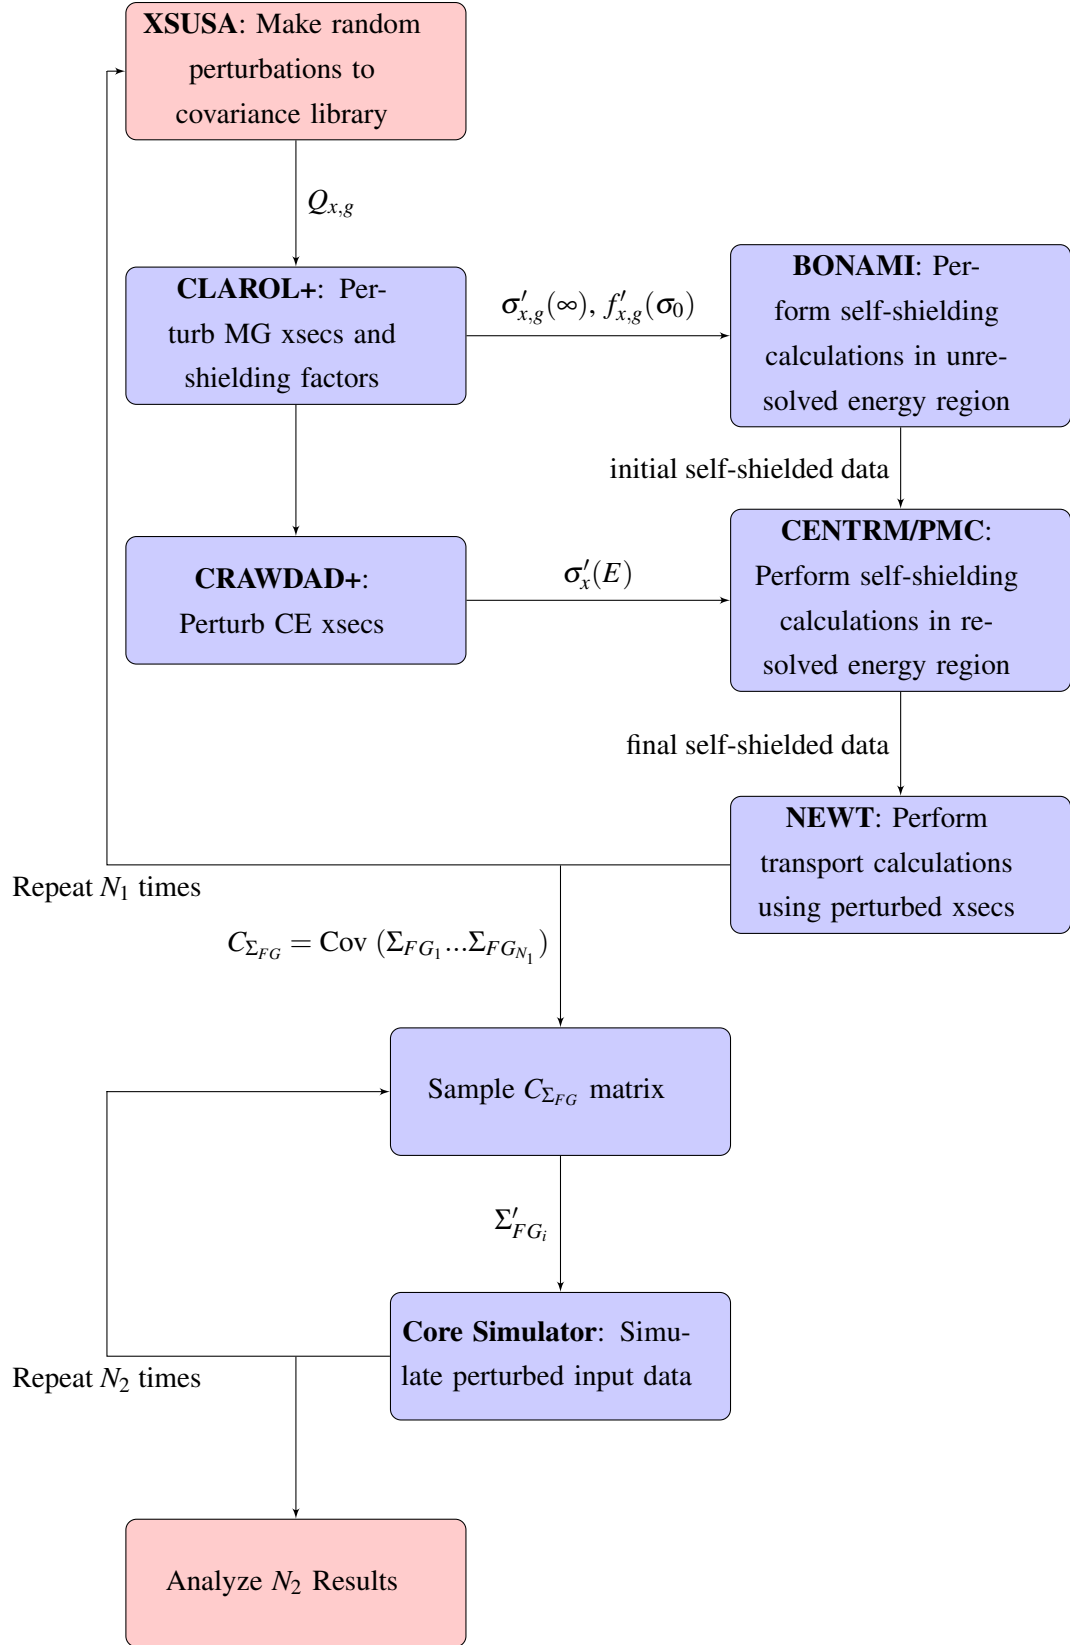 XSUSA: Make random
perturbations to
covariance library
Q_{x,g}
CLAROL+: Per-
turb MG xsecs and
shielding factors
σ′_{x,g}(∞), f′_{x,g}(σ_0)
BONAMI: Per-
form self-shielding
calculations in unre-
solved energy region
initial self-shielded data
CRAWDAD+:
Perturb CE xsecs
σ′_x(E)
CENTRM/PMC:
Perform self-shielding
calculations in re-
solved energy region
final self-shielded data
NEWT: Perform
transport calculations
using perturbed xsecs
Repeat N_1 times
C_{Σ_{FG}} = Cov (Σ_{FG_1}...Σ_{FG_{N_1}})
Sample C_{Σ_{FG}} matrix
Σ′_{FG_i}
Core Simulator: Simu-
late perturbed input data
Repeat N_2 times
Analyze N_2 Results